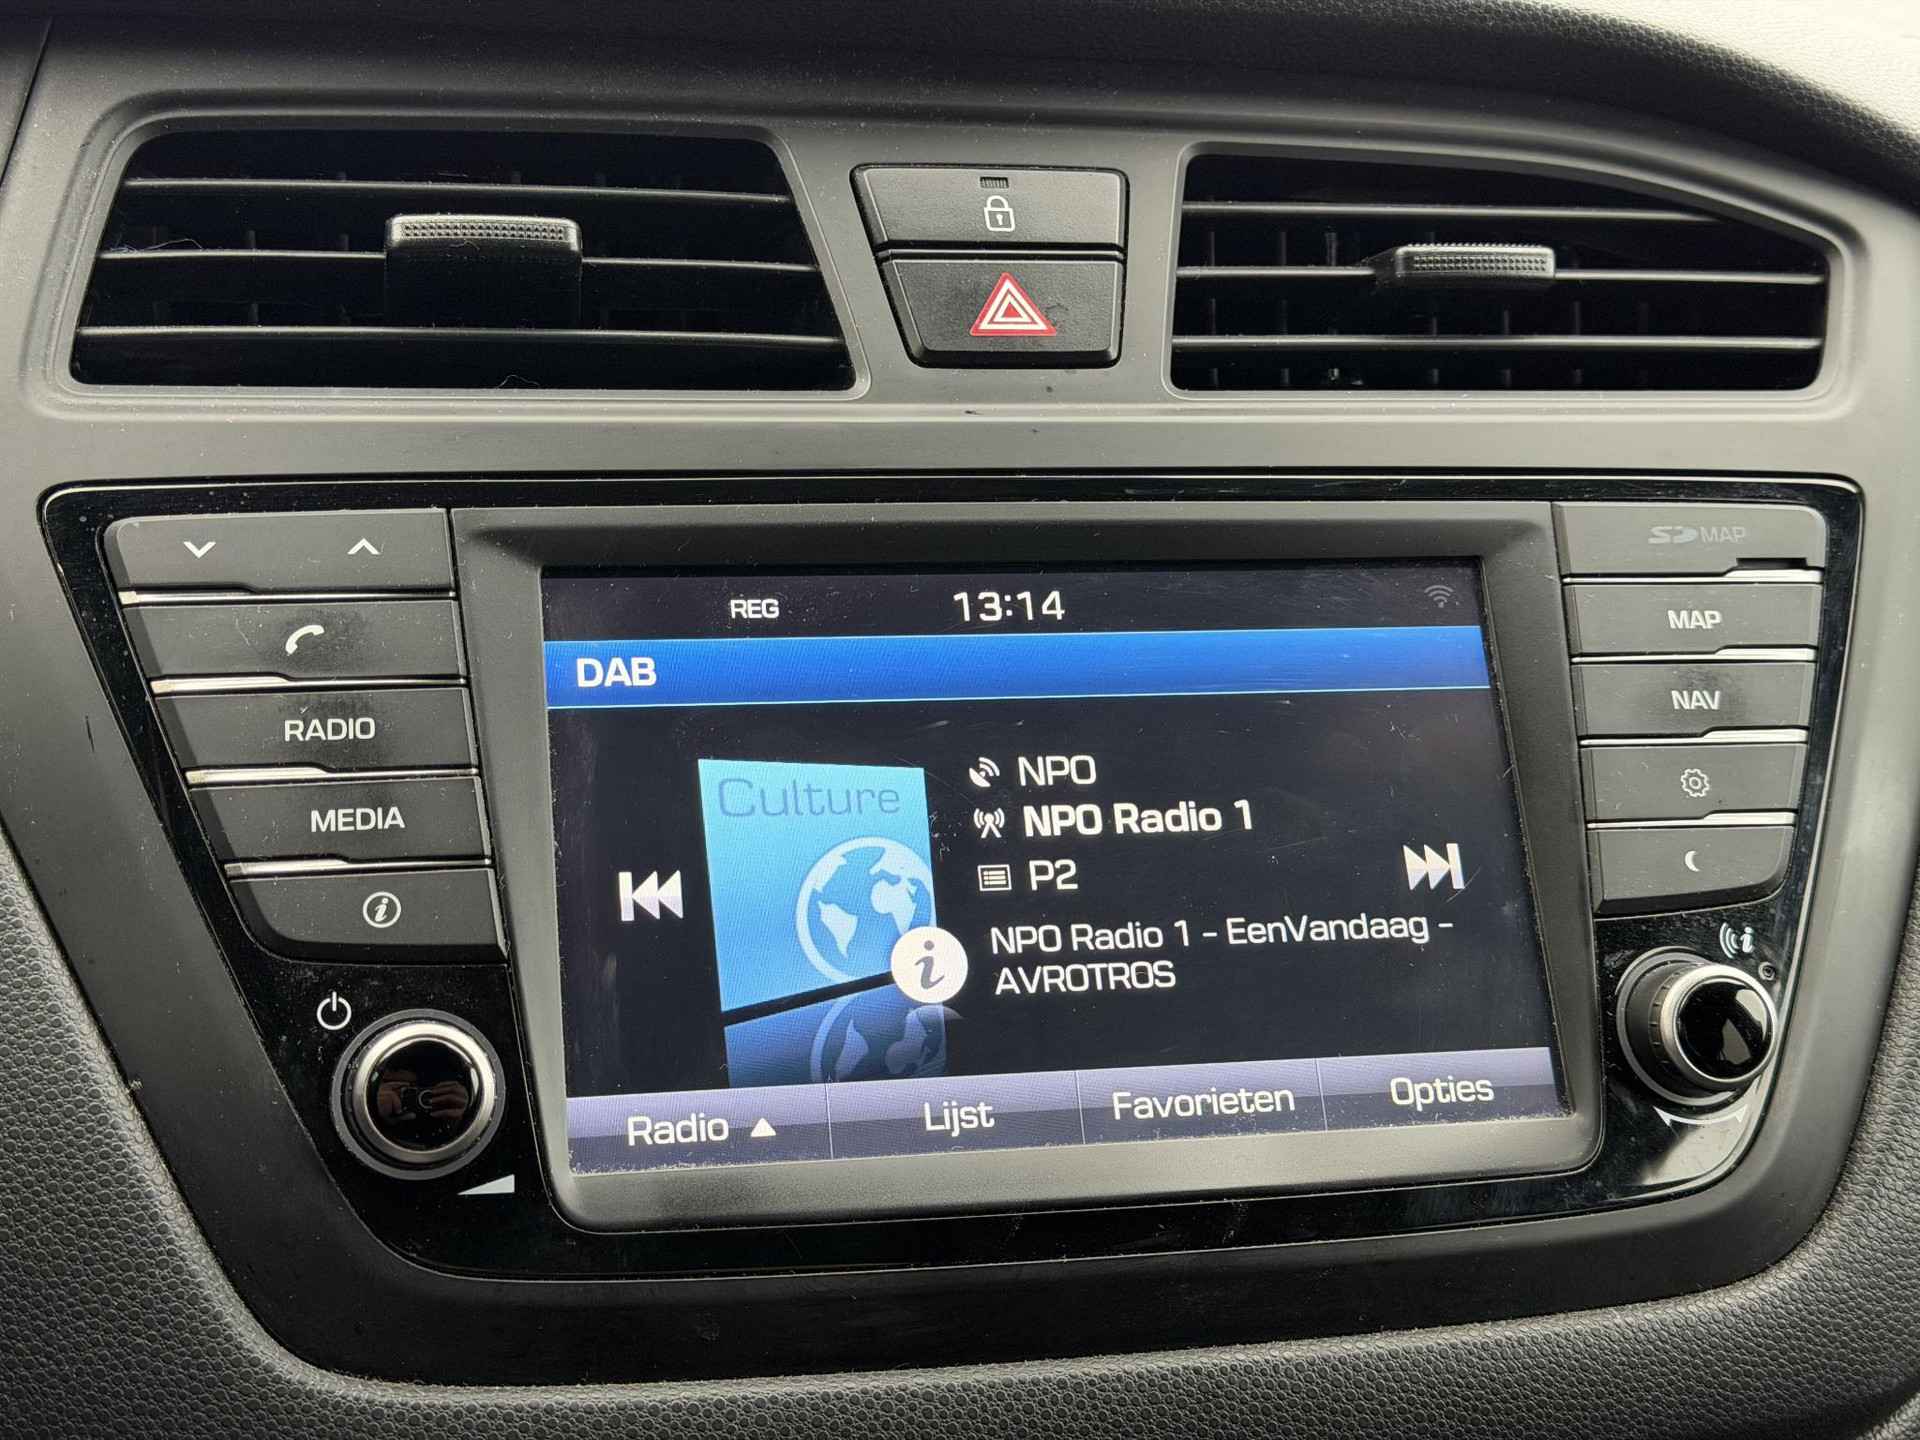 SD MAP
REG 13:14
MAP
DAB
NAV
RADIO
Culture
NPO
NPO Radio 1
MEDIA
P2
NPO Radio 1 - EenVandaag -
AVROTROS
Radio Lijst Favorieten Opties